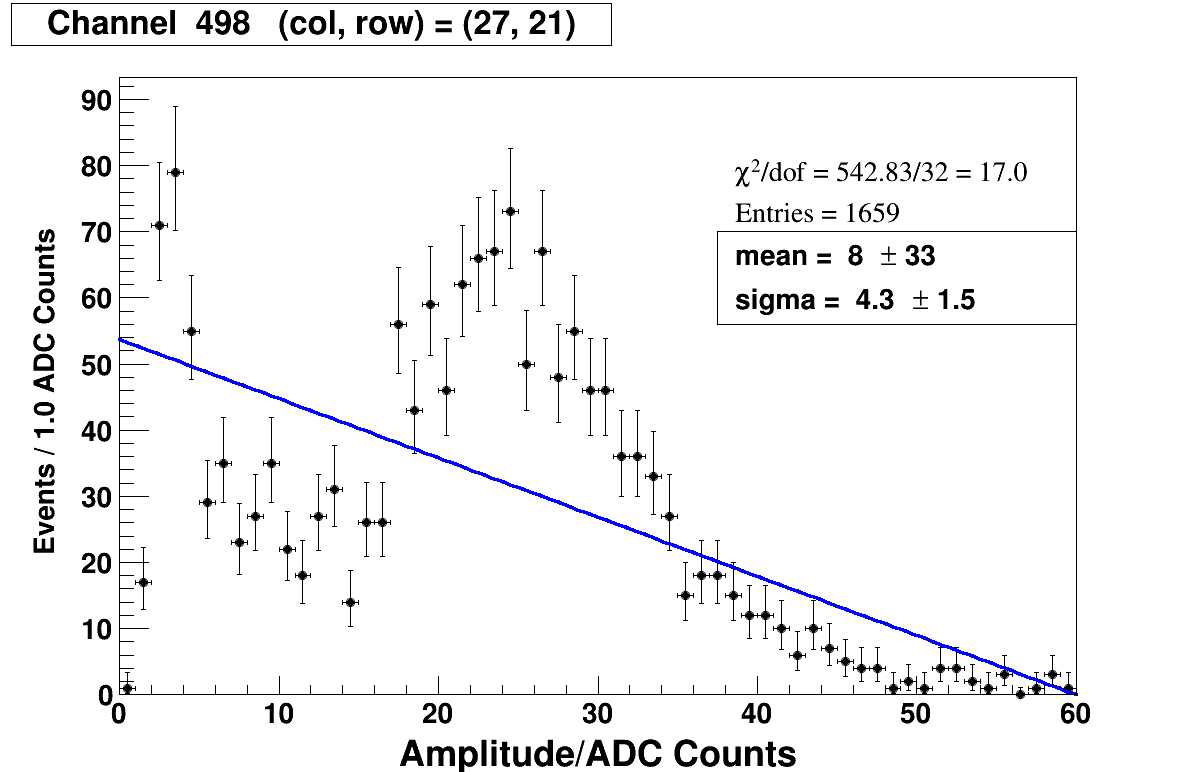 Channel 498 (col, row) = (27, 21)
90
80
70
60
50
40
30
20
10
0
Events / 1.0 ADC Counts
χ²/dof = 542.83/32 = 17.0
Entries = 1659
mean = 8 ± 33
sigma = 4.3 ± 1.5
0 10 20 30 40 50 60
Amplitude/ADC Counts